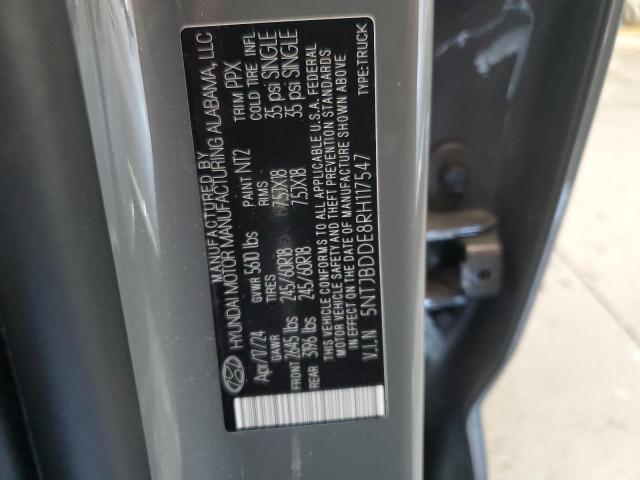 MANUFACTURED BY
HYUNDAI MOTOR MANUFACTURING ALABAMA, LLC
Apr/17/24 GVWR 5610 lbs PAINT NT2 TRIM PPX
GAWR TIRES RIMS COLD TIRE INFL
FRONT 2645 lbs 245/60R18 7.5JX18 35 psi SINGLE
REAR 3196 lbs 245/60R18 7.5JX18 35 psi SINGLE
THIS VEHICLE CONFORMS TO ALL APPLICABLE U.S.A. FEDERAL
MOTOR VEHICLE SAFETY AND THEFT PREVENTION STANDARDS
IN EFFECT ON THE DATE OF MANUFACTURE SHOWN ABOVE
V.I.N 5NTJBDDE8RH117547 TYPE:TRUCK